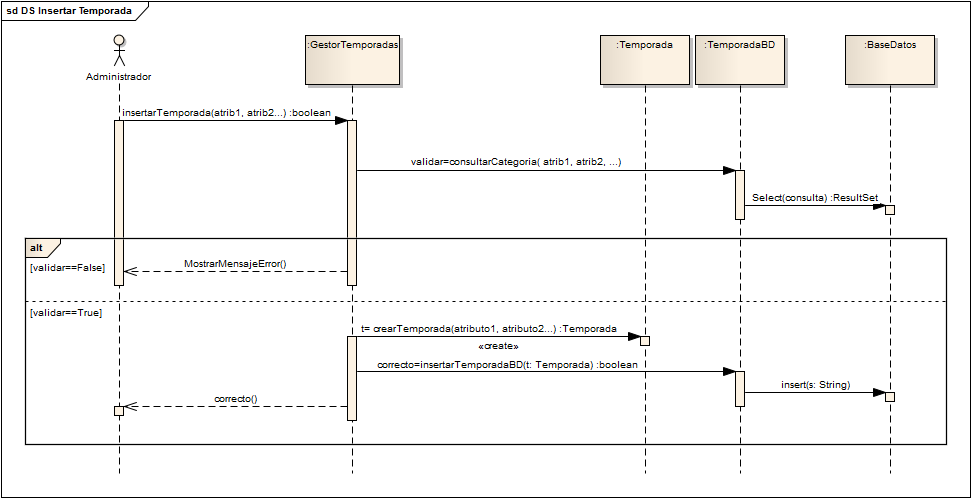 sd DS Insertar Temporada
:GestorTemporadas
:Temporada
:TemporadaBD
:BaseDatos
Administrador
insertarTemporada(atrib1, atrib2...) :boolean
validar=consultarCategoria( atrib1, atrib2, ...)
Select(consulta) :ResultSet
alt
[validar==False]
MostrarMensajeError()
[validar==True]
t= crearTemporada(atributo1, atributo2...) :Temporada
«create»
correcto=insertarTemporadaBD(t: Temporada) :boolean
insert(s: String)
correcto()